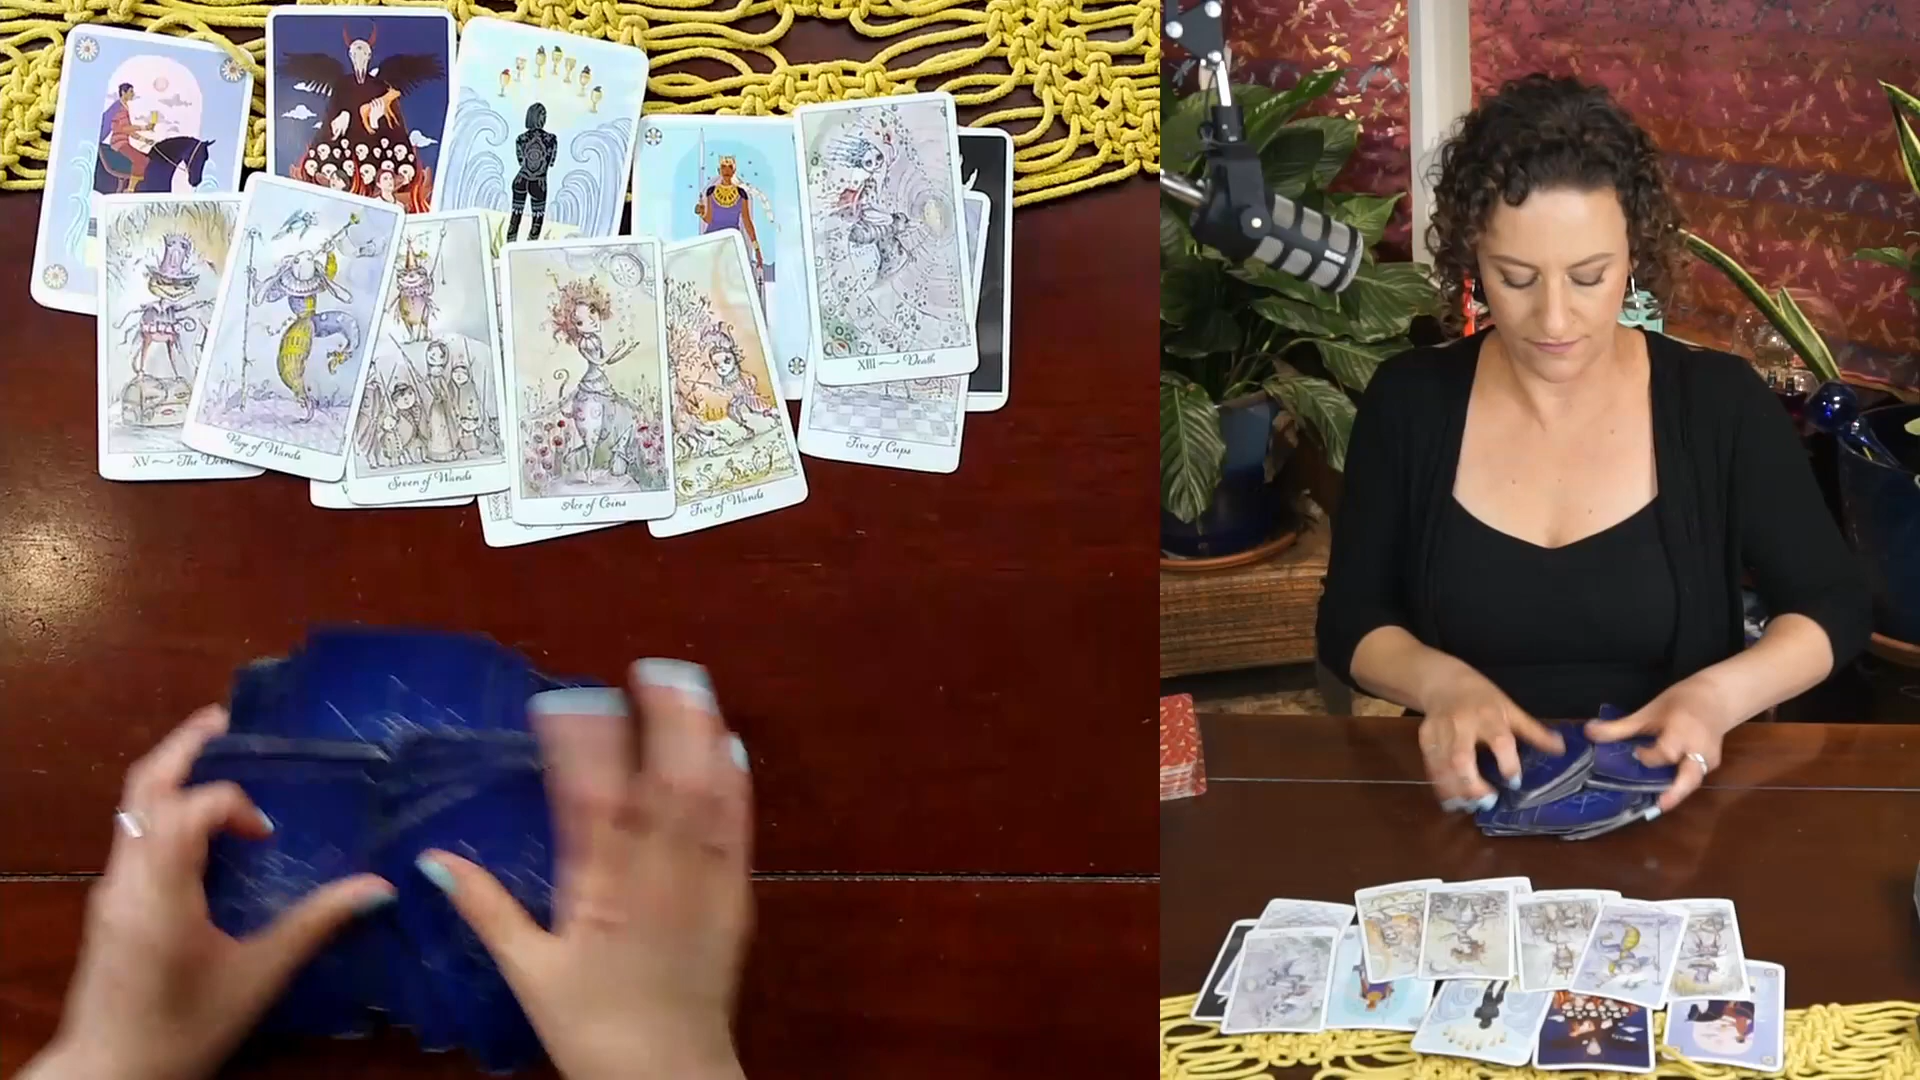 XIII Death
Five of Cups
XV The Devil
Page of Wands
Seven of Wands
Ace of Coins
Five of Wands